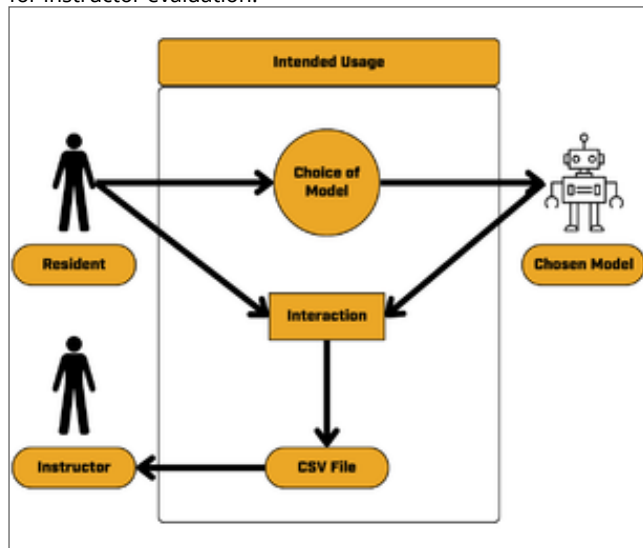 for instructor evaluation.
Intended Usage
Choice of
Model
Resident
Chosen Model
Interaction
Instructor
CSV File